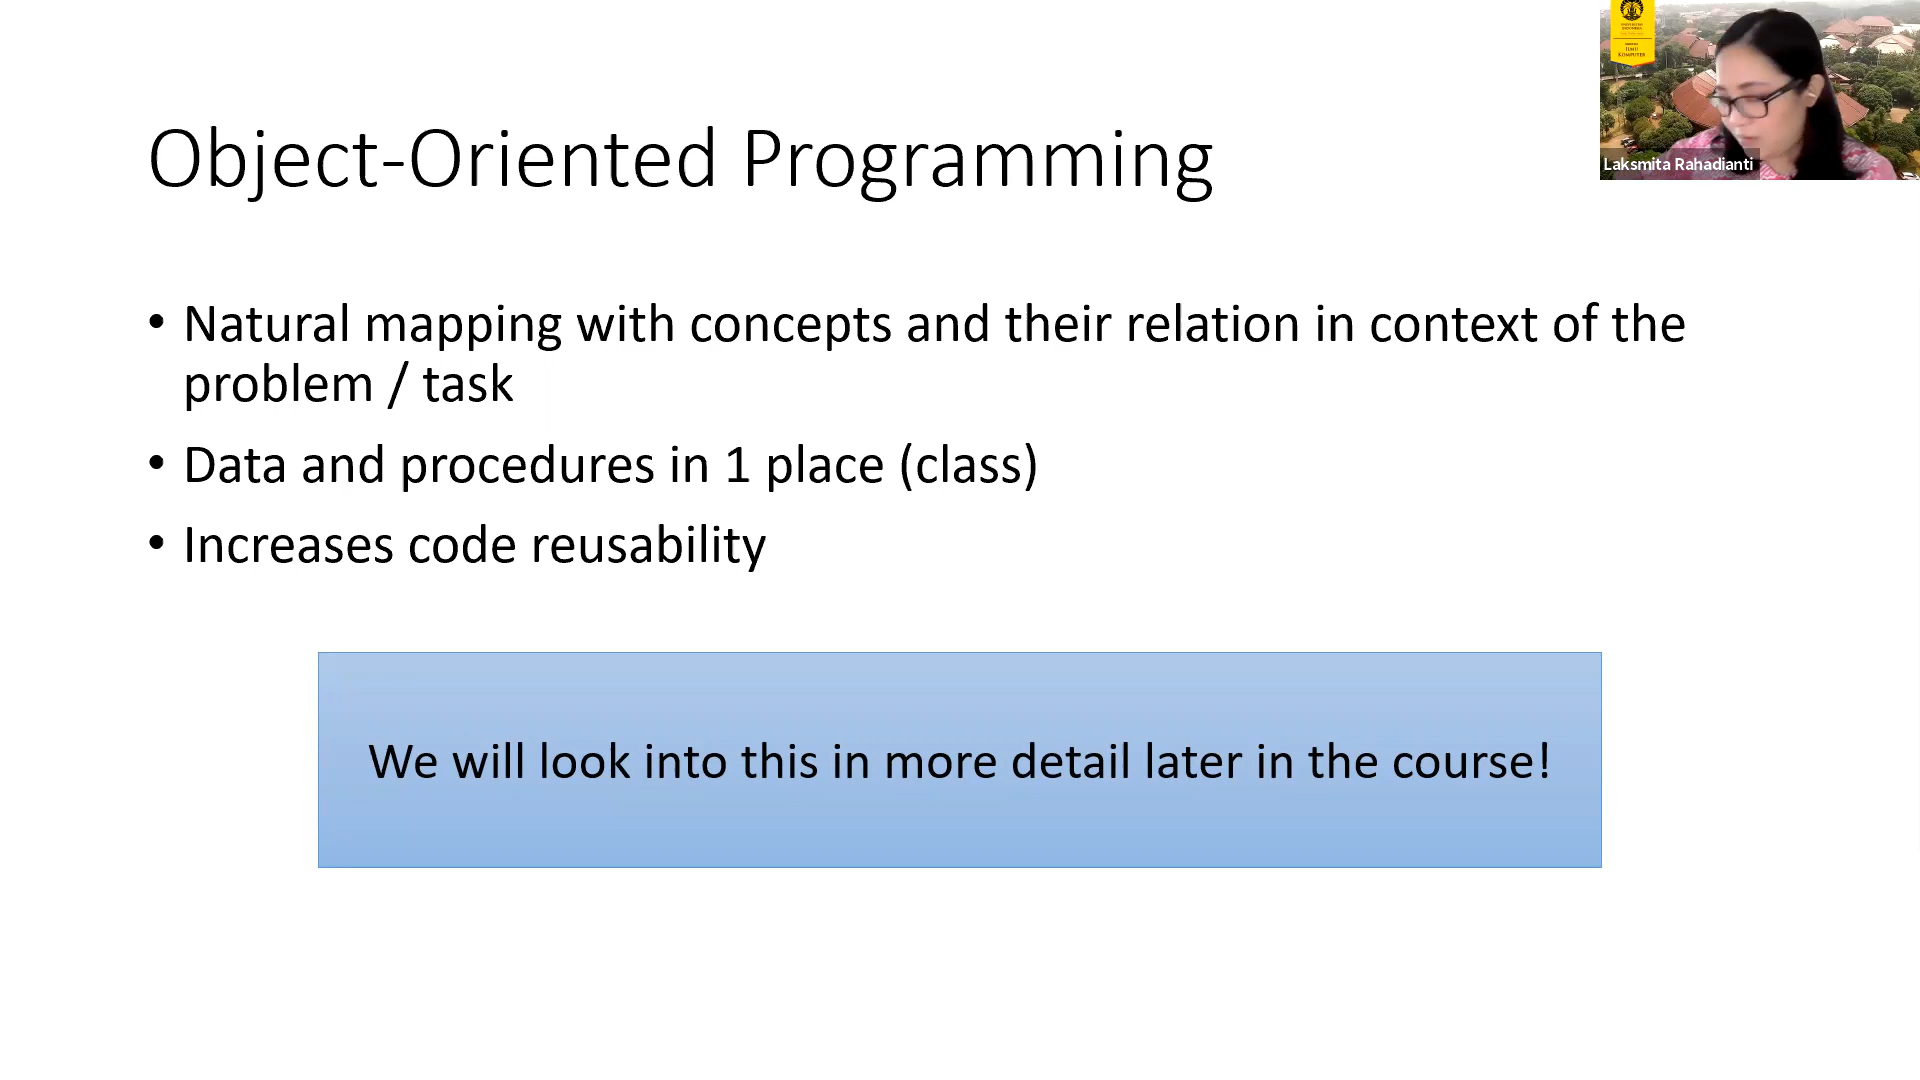 Object-Oriented Programming
• Natural mapping with concepts and their relation in context of the
problem / task
• Data and procedures in 1 place (class)
• Increases code reusability
We will look into this in more detail later in the course!
ILMU
KOMPUTER
Laksmita Rahadianti